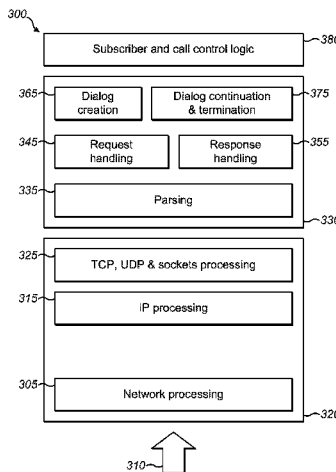 300
380
Subscriber and call control logic
365
375
Dialog
creation
Dialog continuation
& termination
345
355
Request
handling
Response
handling
335
Parsing
330
325
TCP, UDP & sockets processing
315
IP processing
305
Network processing
320
310